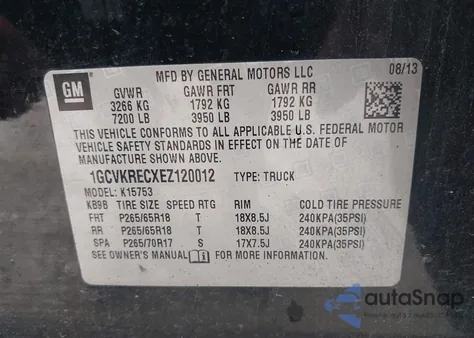 MFD BY GENERAL MOTORS LLC 08/13
GM
GVWR GAWR FRT GAWR RR
3266 KG 1792 KG 1792 KG
7200 LB 3950 LB 3950 LB
THIS VEHICLE CONFORMS TO ALL APPLICABLE U.S. FEDERAL MOTOR
VEHICLE SAFETY STANDARDS IN EFFECT ON THE DATE OF
MANUFACTURE SHOWN ABOVE.
1GCVKRECXEZ120012 TYPE: TRUCK
MODEL: K15753
KB9B TIRE SIZE SPEED RTG RIM COLD TIRE PRESSURE
FRT P265/65R18 T 18X8.5J 240KPA(35PSI)
RR P265/65R18 T 18X8.5J 240KPA(35PSI)
SPA P265/70R17 S 17X7.5J 240KPA(35PSI)
SEE OWNER'S MANUAL FOR MORE INFORMATION.
autoSnap